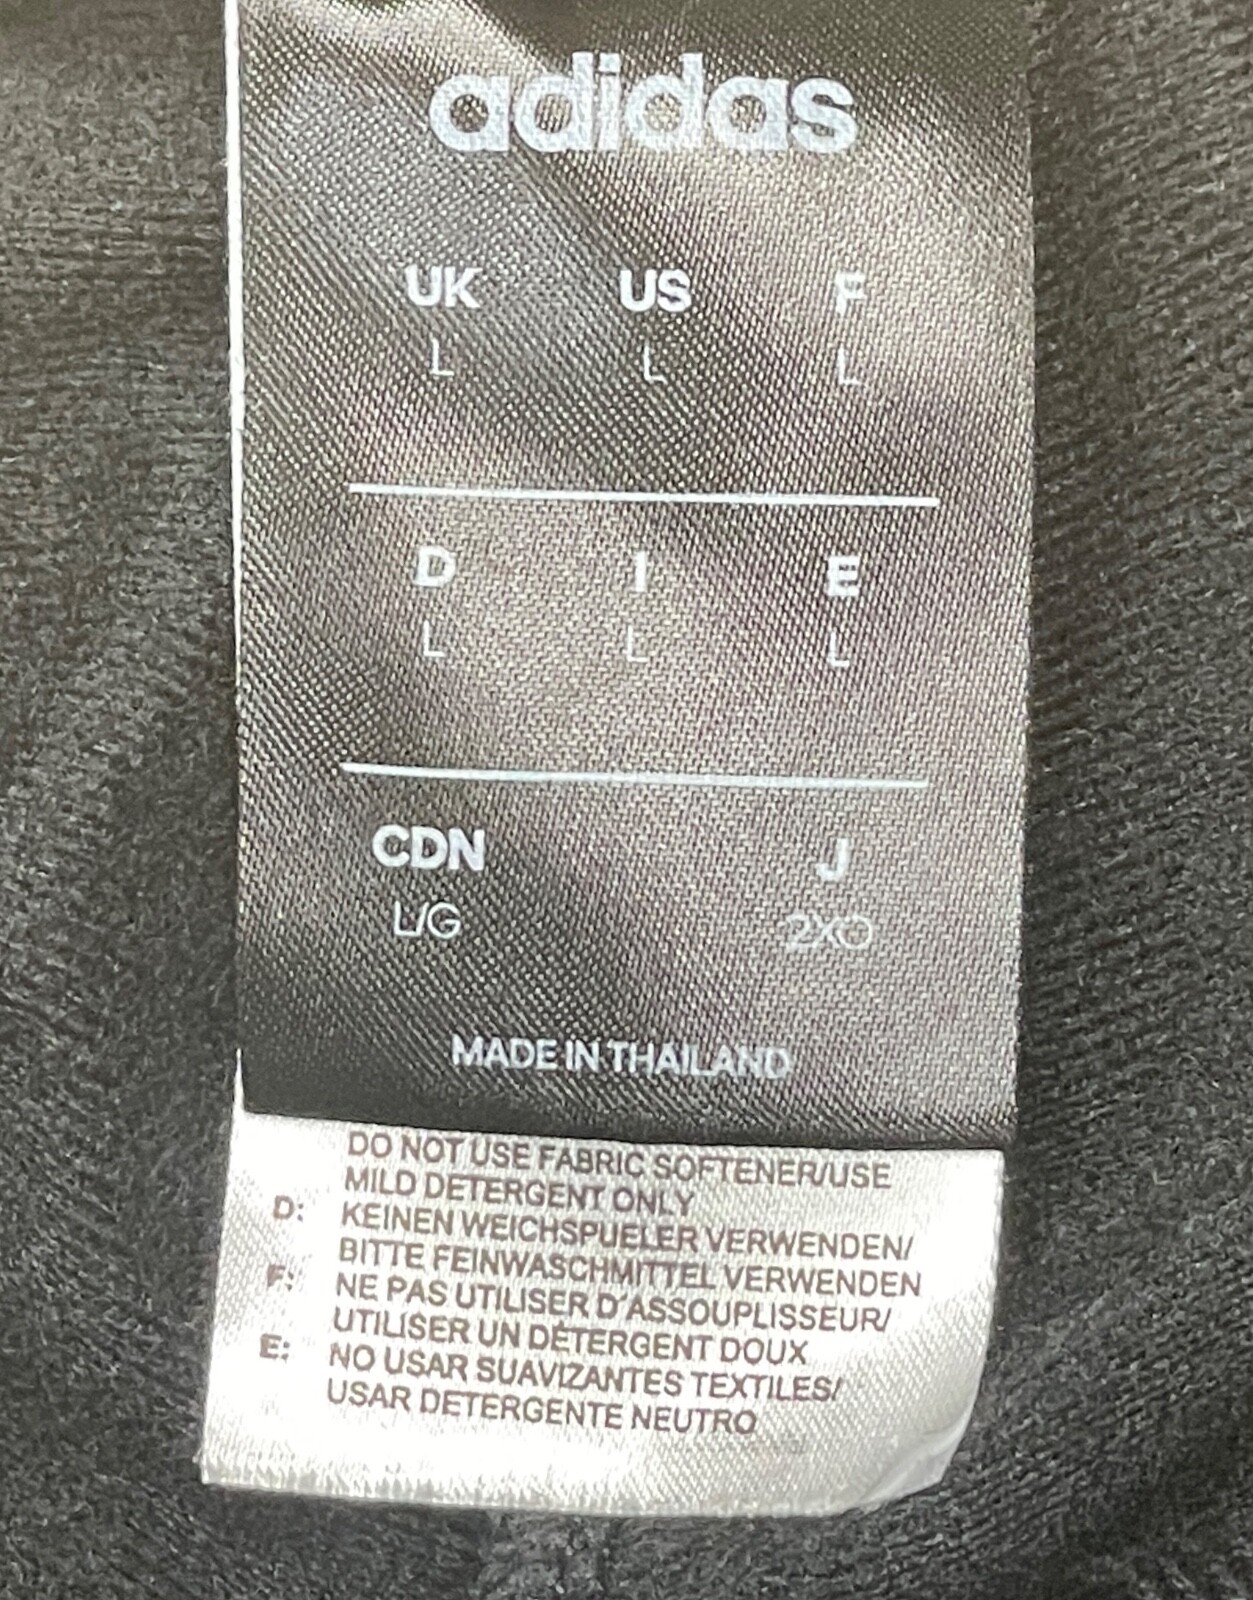 adidas
UK US F
L L L
D I E
L L L
CDN J
L/G 2XO
MADE IN THAILAND
DO NOT USE FABRIC SOFTENER/USE
MILD DETERGENT ONLY
D: KEINEN WEICHSPUELER VERWENDEN/
BITTE FEINWASCHMITTEL VERWENDEN
F: NE PAS UTILISER D'ASSOUPLISSEUR/
UTILISER UN DÉTERGENT DOUX
E: NO USAR SUAVIZANTES TEXTILES/
USAR DETERGENTE NEUTRO